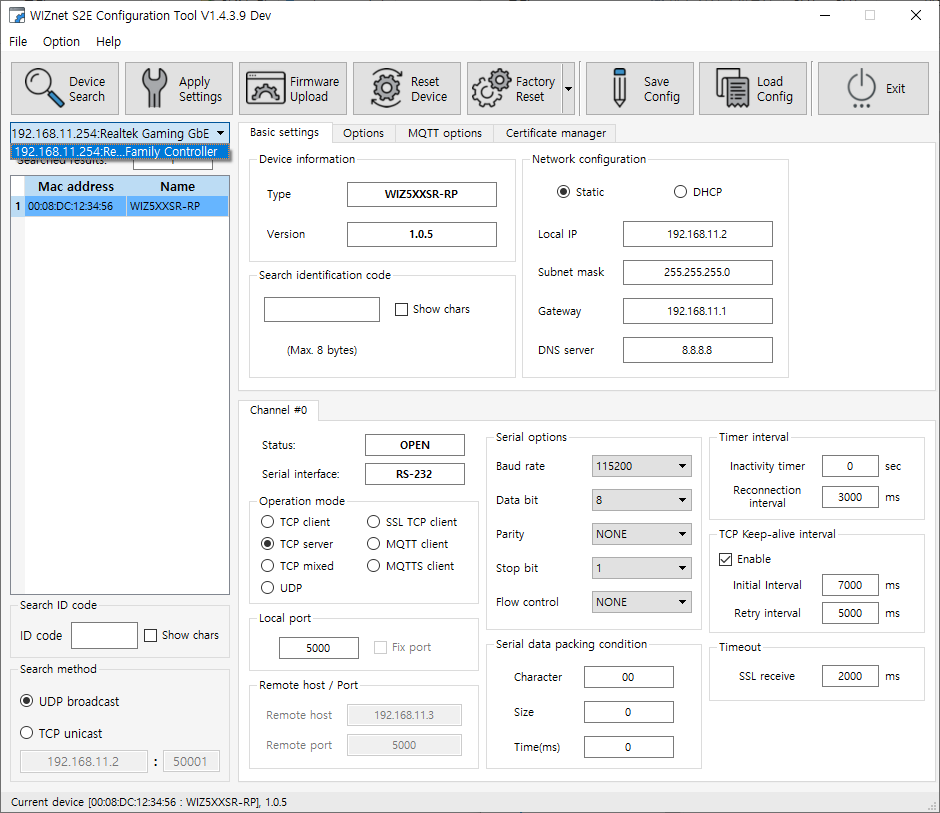 WIZnet S2E Configuration Tool V1.4.3.9 Dev
File Option Help
Device Search
Apply Settings
Firmware Upload
Reset Device
Factory Reset
Save Config
Load Config
Exit
192.168.11.254:Realtek Gaming GbE
192.168.11.254:Re...Family Controller
Searched results:
Mac address Name
1 00:08:DC:12:34:56 WIZ5XXSR-RP
Search ID code
ID code Show chars
Search method
UDP broadcast
TCP unicast
192.168.11.2 : 50001
Basic settings Options MQTT options Certificate manager
Device information
Type WIZ5XXSR-RP
Version 1.0.5
Search identification code
Show chars
(Max. 8 bytes)
Network configuration
Static DHCP
Local IP 192.168.11.2
Subnet mask 255.255.255.0
Gateway 192.168.11.1
DNS server 8.8.8.8
Channel #0
Status: OPEN
Serial interface: RS-232
Operation mode
TCP client SSL TCP client
TCP server MQTT client
TCP mixed MQTTS client
UDP
Local port
5000 Fix port
Remote host / Port
Remote host 192.168.11.3
Remote port 5000
Serial options
Baud rate 115200
Data bit 8
Parity NONE
Stop bit 1
Flow control NONE
Serial data packing condition
Character 00
Size 0
Time(ms) 0
Timer interval
Inactivity timer 0 sec
Reconnection
interval 3000 ms
TCP Keep-alive interval
Enable
Initial Interval 7000 ms
Retry interval 5000 ms
Timeout
SSL receive 2000 ms
Current device [00:08:DC:12:34:56 : WIZ5XXSR-RP], 1.0.5